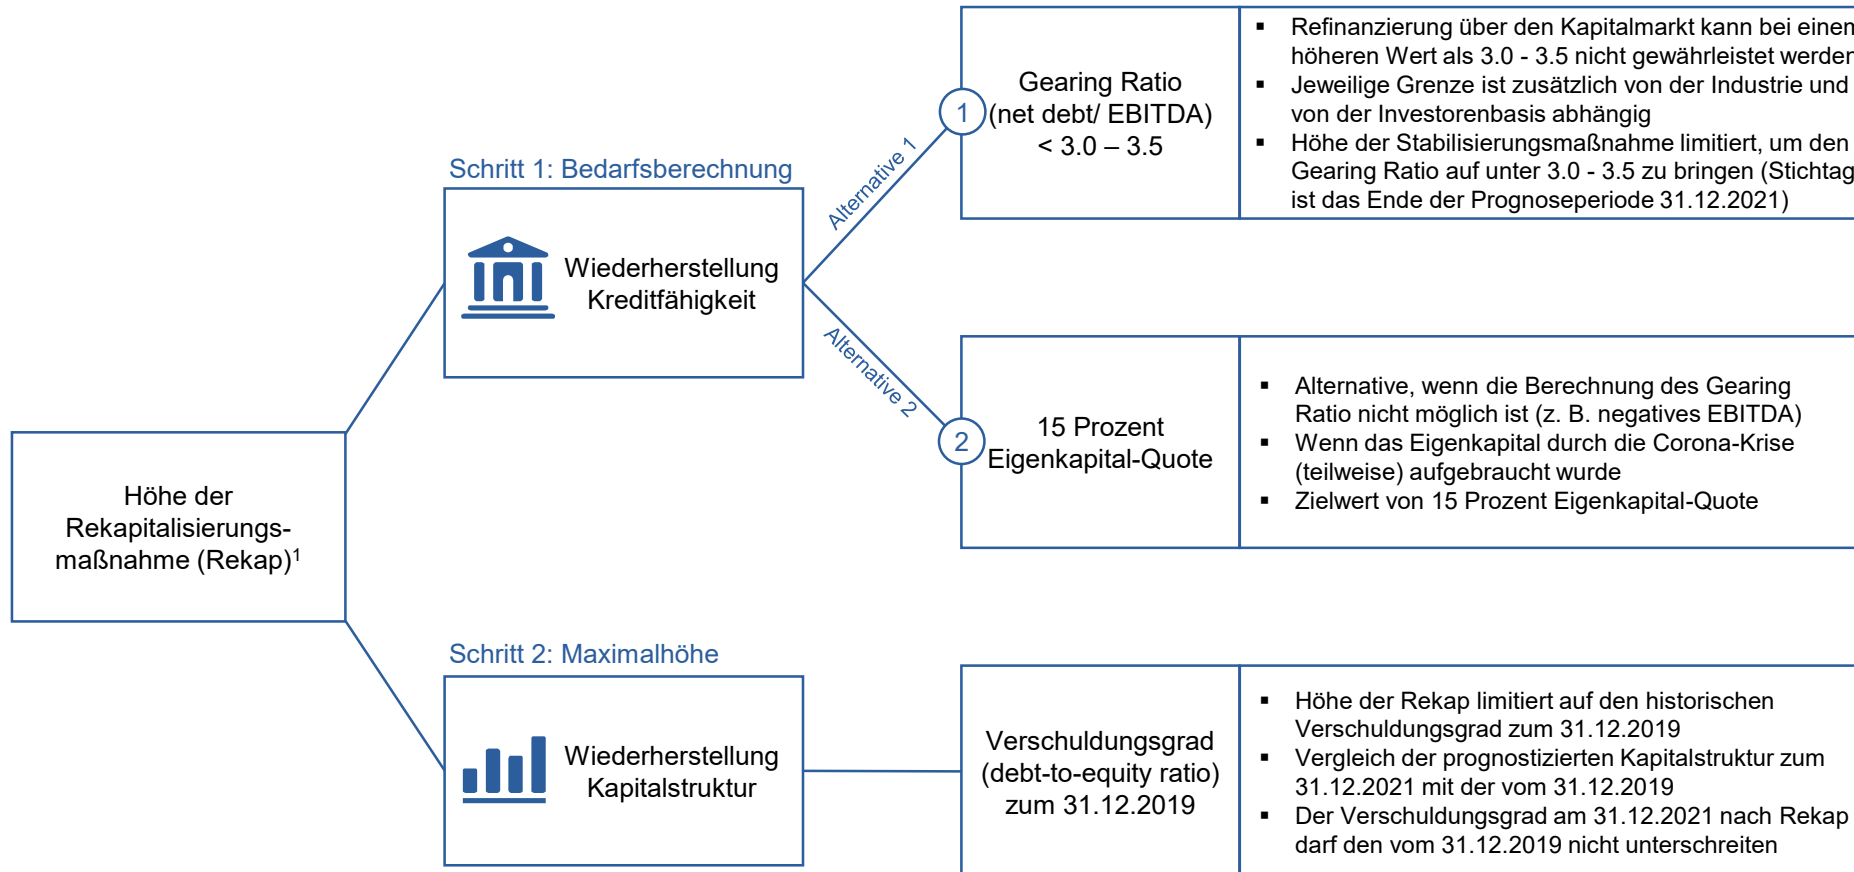 Höhe der
Rekapitalisierungs-
maßnahme (Rekap)¹
Schritt 1: Bedarfsberechnung
Wiederherstellung
Kreditfähigkeit
Alternative 1
Alternative 2
1
Gearing Ratio
(net debt/ EBITDA)
< 3.0 – 3.5
▪ Refinanzierung über den Kapitalmarkt kann bei einem
höheren Wert als 3.0 - 3.5 nicht gewährleistet werden
▪ Jeweilige Grenze ist zusätzlich von der Industrie und
von der Investorenbasis abhängig
▪ Höhe der Stabilisierungsmaßnahme limitiert, um den
Gearing Ratio auf unter 3.0 - 3.5 zu bringen (Stichtag
ist das Ende der Prognoseperiode 31.12.2021)
2
15 Prozent
Eigenkapital-Quote
▪ Alternative, wenn die Berechnung des Gearing
Ratio nicht möglich ist (z. B. negatives EBITDA)
▪ Wenn das Eigenkapital durch die Corona-Krise
(teilweise) aufgebraucht wurde
▪ Zielwert von 15 Prozent Eigenkapital-Quote
Schritt 2: Maximalhöhe
Wiederherstellung
Kapitalstruktur
Verschuldungsgrad
(debt-to-equity ratio)
zum 31.12.2019
▪ Höhe der Rekap limitiert auf den historischen
Verschuldungsgrad zum 31.12.2019
▪ Vergleich der prognostizierten Kapitalstruktur zum
31.12.2021 mit der vom 31.12.2019
▪ Der Verschuldungsgrad am 31.12.2021 nach Rekap
darf den vom 31.12.2019 nicht unterschreiten